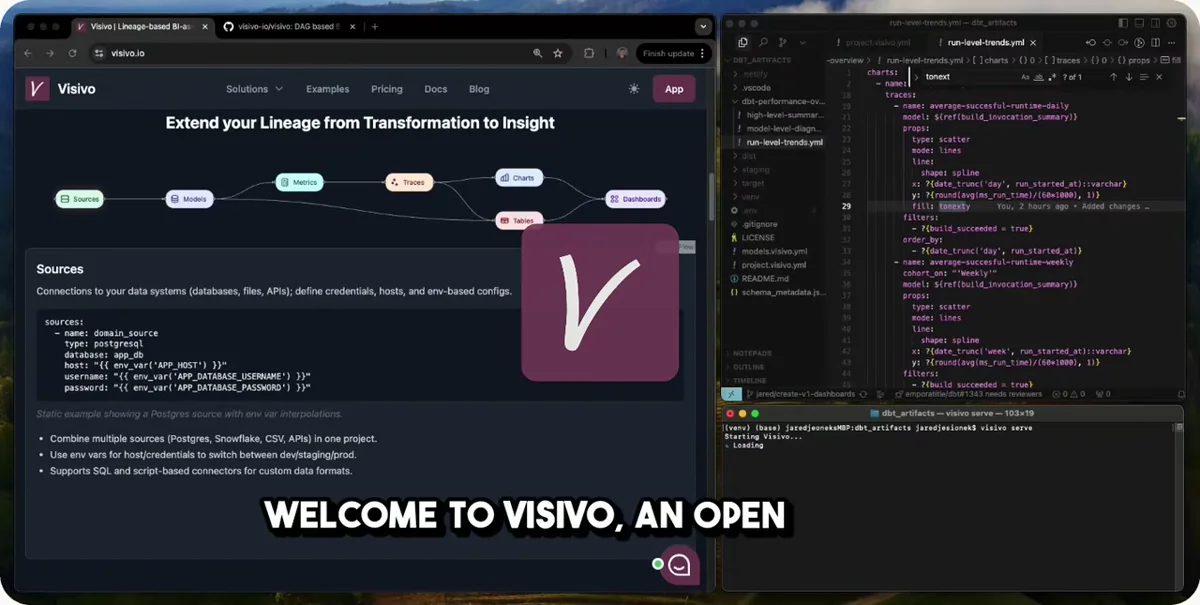 Visivo | Lineage-based BI-as-
visivo-io/visivo: DAG based B
visivo.io
Finish update
Visivo
Solutions
Examples
Pricing
Docs
Blog
App
Extend your Lineage from Transformation to Insight
Sources
Models
Metrics
Traces
Charts
Tables
Dashboards
Sources
Connections to your data systems (databases, files, APIs); define credentials, hosts, and env-based configs.
sources:
- name: domain_source
type: postgresql
database: app_db
host: "{{ env_var('APP_HOST') }}"
username: "{{ env_var('APP_DATABASE_USERNAME') }}"
password: "{{ env_var('APP_DATABASE_PASSWORD') }}"
Static example showing a Postgres source with env var interpolations.
• Combine multiple sources (Postgres, Snowflake, CSV, APIs) in one project.
• Use env vars for host/credentials to switch between dev/staging/prod.
• Supports SQL and script-based connectors for custom data formats.
WELCOME TO VISIVO, AN OPEN
run-level-trends.yml — dbt_artifacts
project.visivo.yml
run-level-trends.yml
DBT_ARTIFACTS
.netlify
.vscode
dbt-performance-ov...
high-level-summar...
model-level-diagn...
run-level-trends.yml
dist
staging
target
venv
.env
.gitignore
LICENSE
models.visivo.yml
project.visivo.yml
README.md
schema_metadata.js...
NOTEPADS
OUTLINE
TIMELINE
-overview > run-level-trends.yml > [ ] charts > { } 0 > [ ] traces > { } 0 > { } props > fill
tonext
? of 1
charts:
- name:
traces:
- name: average-succesful-runtime-daily
model: ${ref(build_invocation_summary)}
props:
type: scatter
mode: lines
line:
shape: spline
x: ?{date_trunc('day', run_started_at)::varchar}
y: ?{round(avg(ms_run_time)/(60*1000), 1)}
29 fill: tonexty You, 2 hours ago • Added changes …
filters:
- ?{build_succeeded = true}
order_by:
- ?{date_trunc('day', run_started_at)}
- name: average-succesful-runtime-weekly
cohort_on: "'Weekly'"
model: ${ref(build_invocation_summary)}
props:
type: scatter
mode: lines
line:
shape: spline
x: ?{date_trunc('week', run_started_at)::varchar}
y: ?{round(avg(ms_run_time)/(60*1000), 1)}
filters:
- ?{build_succeeded = true}
jared/create-v1-dashboards
empcratitle/dbt#1343 needs reviewers
dbt_artifacts — visivo serve — 103×19
(venv) (base) jaredjeoneksMBP:dbt_artifacts jaredjesionek$ visivo serve
Starting Visivo...
Loading